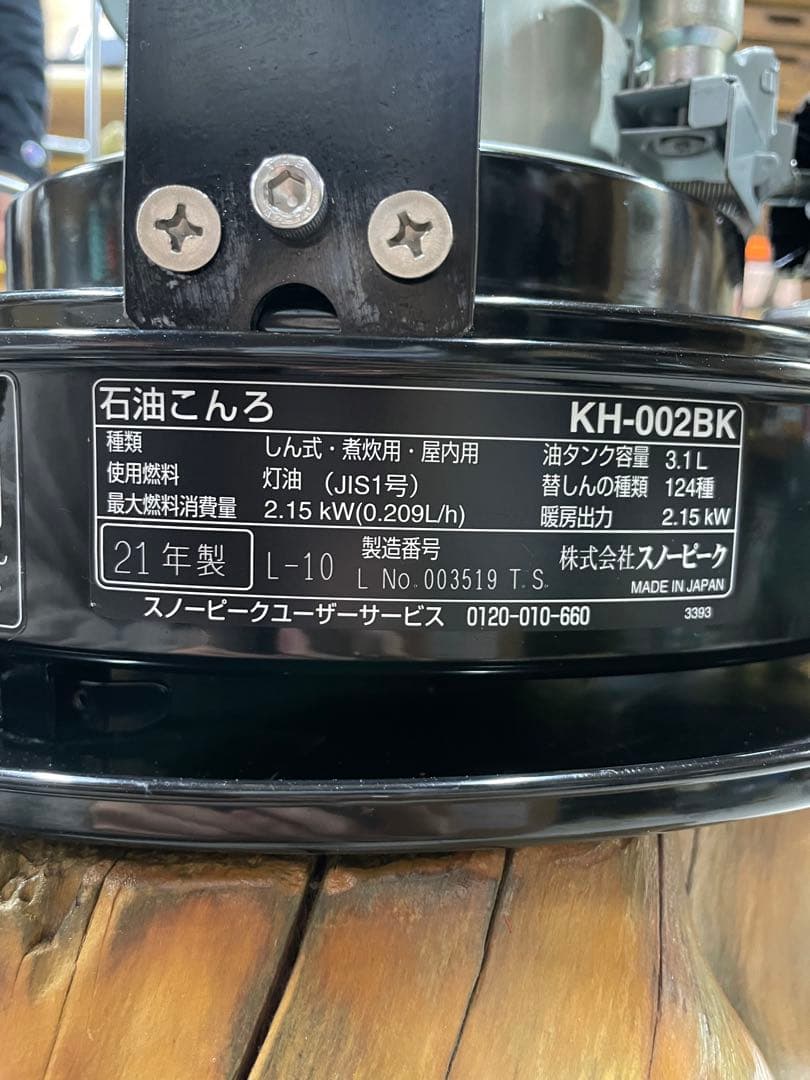 石油こんろ KH-002BK
種類 しん式・煮炊用・屋内用 油タンク容量 3.1L
使用燃料 灯油 （JIS1号） 替しんの種類 124種
最大燃料消費量 2.15 kW(0.209L/h) 暖房出力 2.15 kW
21年製 L-10 製造番号 L No. 003519 T.S. 株式会社スノーピーク
MADE IN JAPAN
スノーピークユーザーサービス 0120-010-660 3393